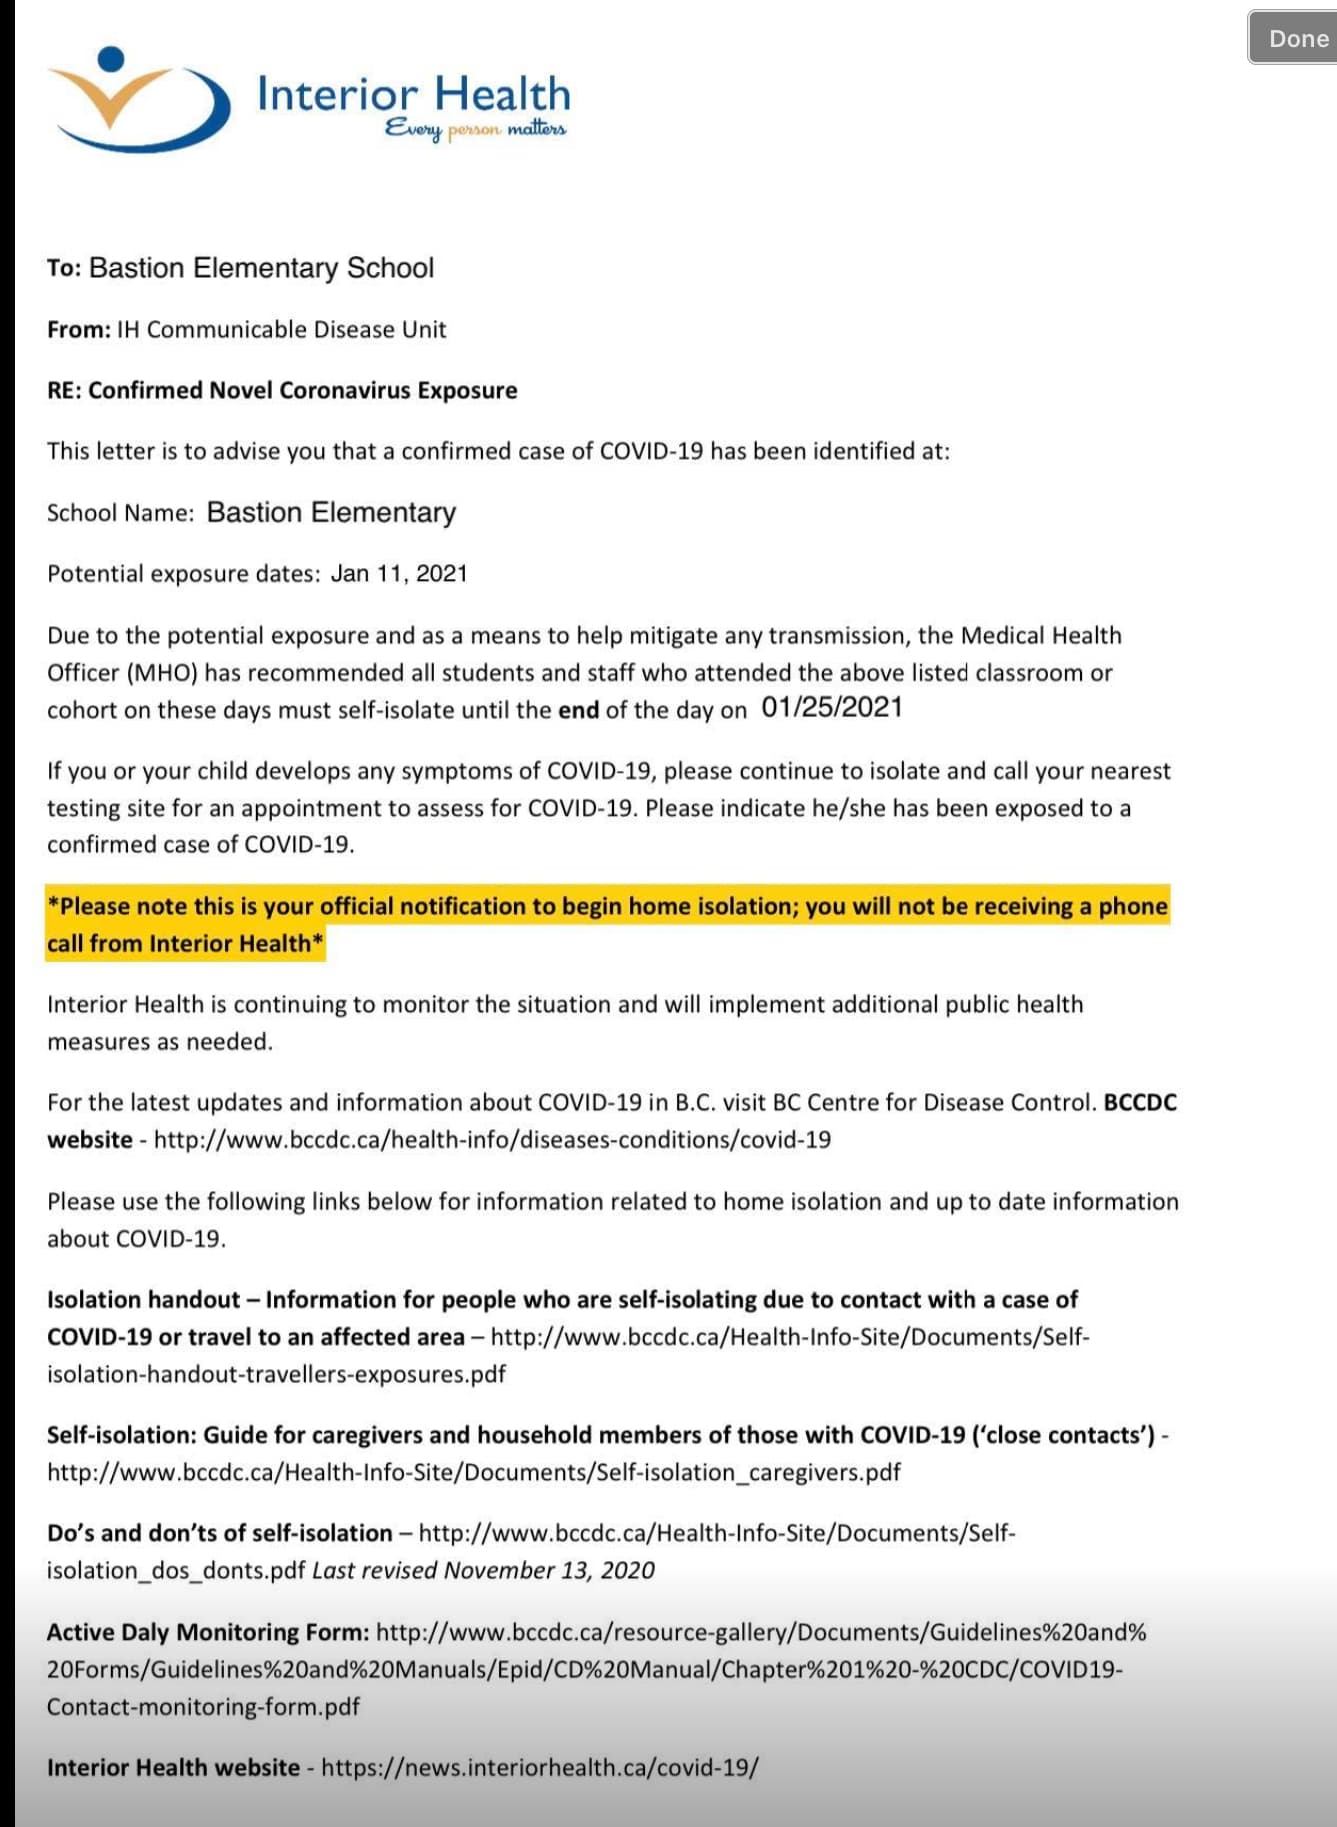 Done
Interior Health
Every person matters
To: Bastion Elementary School
From: IH Communicable Disease Unit
RE: Confirmed Novel Coronavirus Exposure
This letter is to advise you that a confirmed case of COVID-19 has been identified at:
School Name: Bastion Elementary
Potential exposure dates: Jan 11, 2021
Due to the potential exposure and as a means to help mitigate any transmission, the Medical Health
Officer (MHO) has recommended all students and staff who attended the above listed classroom or
cohort on these days must self-isolate until the end of the day on 01/25/2021
If you or your child develops any symptoms of COVID-19, please continue to isolate and call your nearest
testing site for an appointment to assess for COVID-19. Please indicate he/she has been exposed to a
confirmed case of COVID-19.
*Please note this is your official notification to begin home isolation; you will not be receiving a phone
call from Interior Health*
Interior Health is continuing to monitor the situation and will implement additional public health
measures as needed.
For the latest updates and information about COVID-19 in B.C. visit BC Centre for Disease Control. BCCDC
website - http://www.bccdc.ca/health-info/diseases-conditions/covid-19
Please use the following links below for information related to home isolation and up to date information
about COVID-19.
Isolation handout – Information for people who are self-isolating due to contact with a case of
COVID-19 or travel to an affected area – http://www.bccdc.ca/Health-Info-Site/Documents/Self-
isolation-handout-travellers-exposures.pdf
Self-isolation: Guide for caregivers and household members of those with COVID-19 (‘close contacts’) -
http://www.bccdc.ca/Health-Info-Site/Documents/Self-isolation_caregivers.pdf
Do’s and don’ts of self-isolation – http://www.bccdc.ca/Health-Info-Site/Documents/Self-
isolation_dos_donts.pdf Last revised November 13, 2020
Active Daly Monitoring Form: http://www.bccdc.ca/resource-gallery/Documents/Guidelines%20and%
20Forms/Guidelines%20and%20Manuals/Epid/CD%20Manual/Chapter%201%20-%20CDC/COVID19-
Contact-monitoring-form.pdf
Interior Health website - https://news.interiorhealth.ca/covid-19/